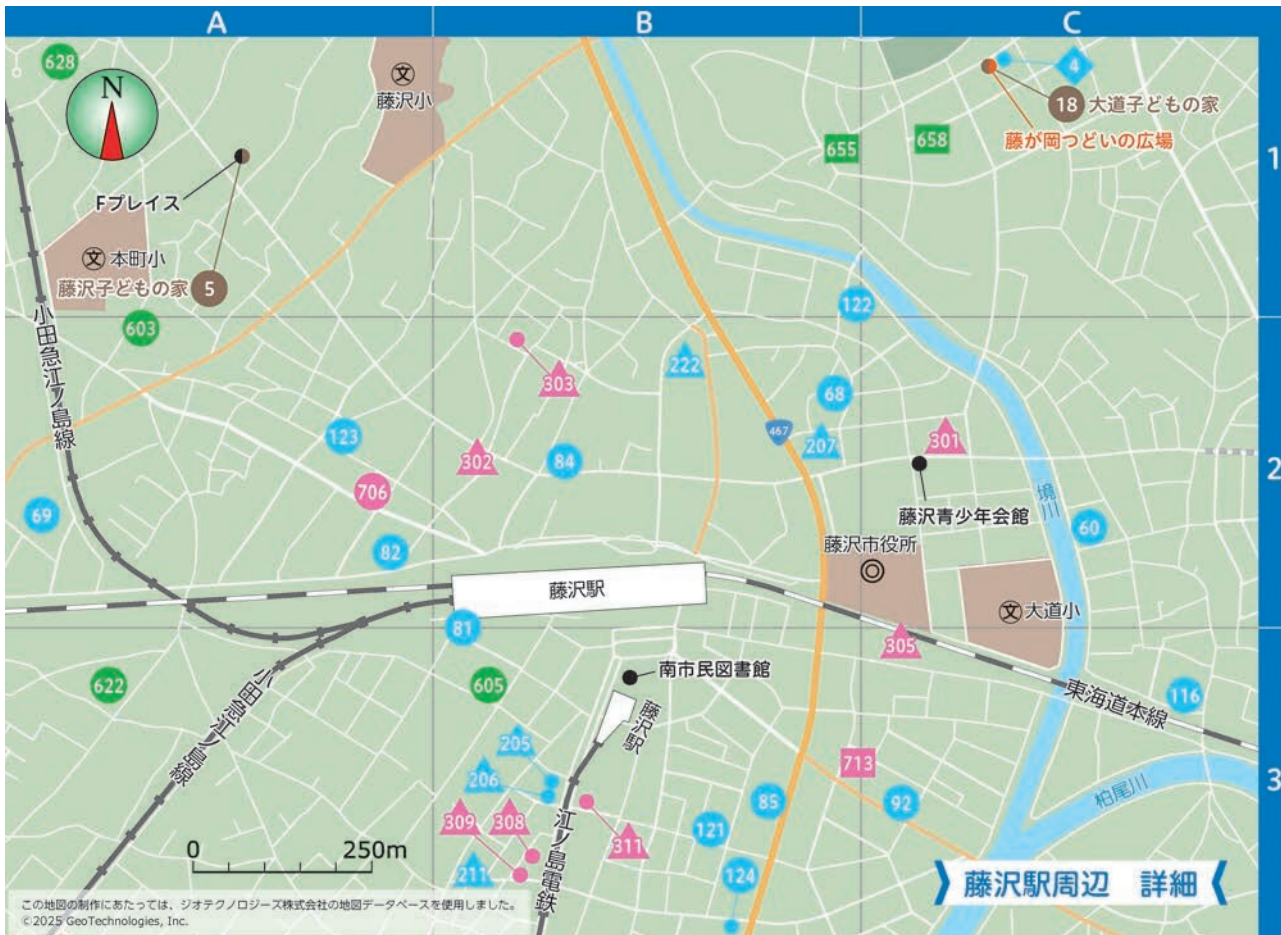 A
B
C
1
2
3
N
628
文
藤沢小
Fプレイス
文
本町小
藤沢子どもの家
5
603
小田急江ノ島線
655
658
4
18
大道子どもの家
藤が岡つどいの広場
122
303
222
68
467
207
301
302
84
123
706
69
82
藤沢青少年会館
境川
60
藤沢市役所
文
大道小
藤沢駅
81
305
622
605
南市民図書館
藤沢駅
小田急江ノ島線
東海道本線
116
205
206
713
柏尾川
92
85
309
308
311
121
211
江ノ島電鉄
124
0
250m
藤沢駅周辺 詳細
この地図の制作にあたっては、ジオテクノロジーズ株式会社の地図データベースを使用しました。
©2025 GeoTechnologies, Inc.